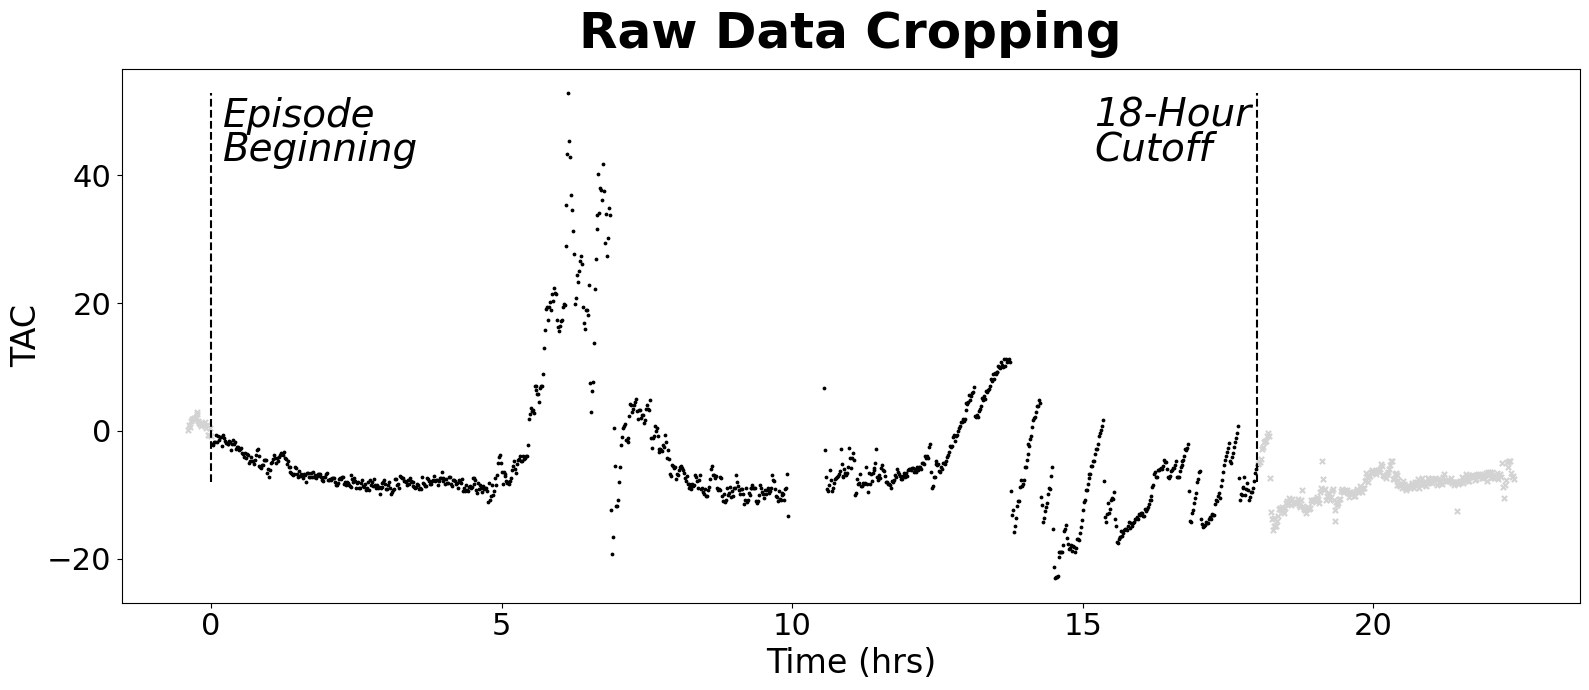 Raw Data Cropping
Episode
Beginning
18-Hour
Cutoff
TAC
40
20
0
−20
0 5 10 15 20
Time (hrs)